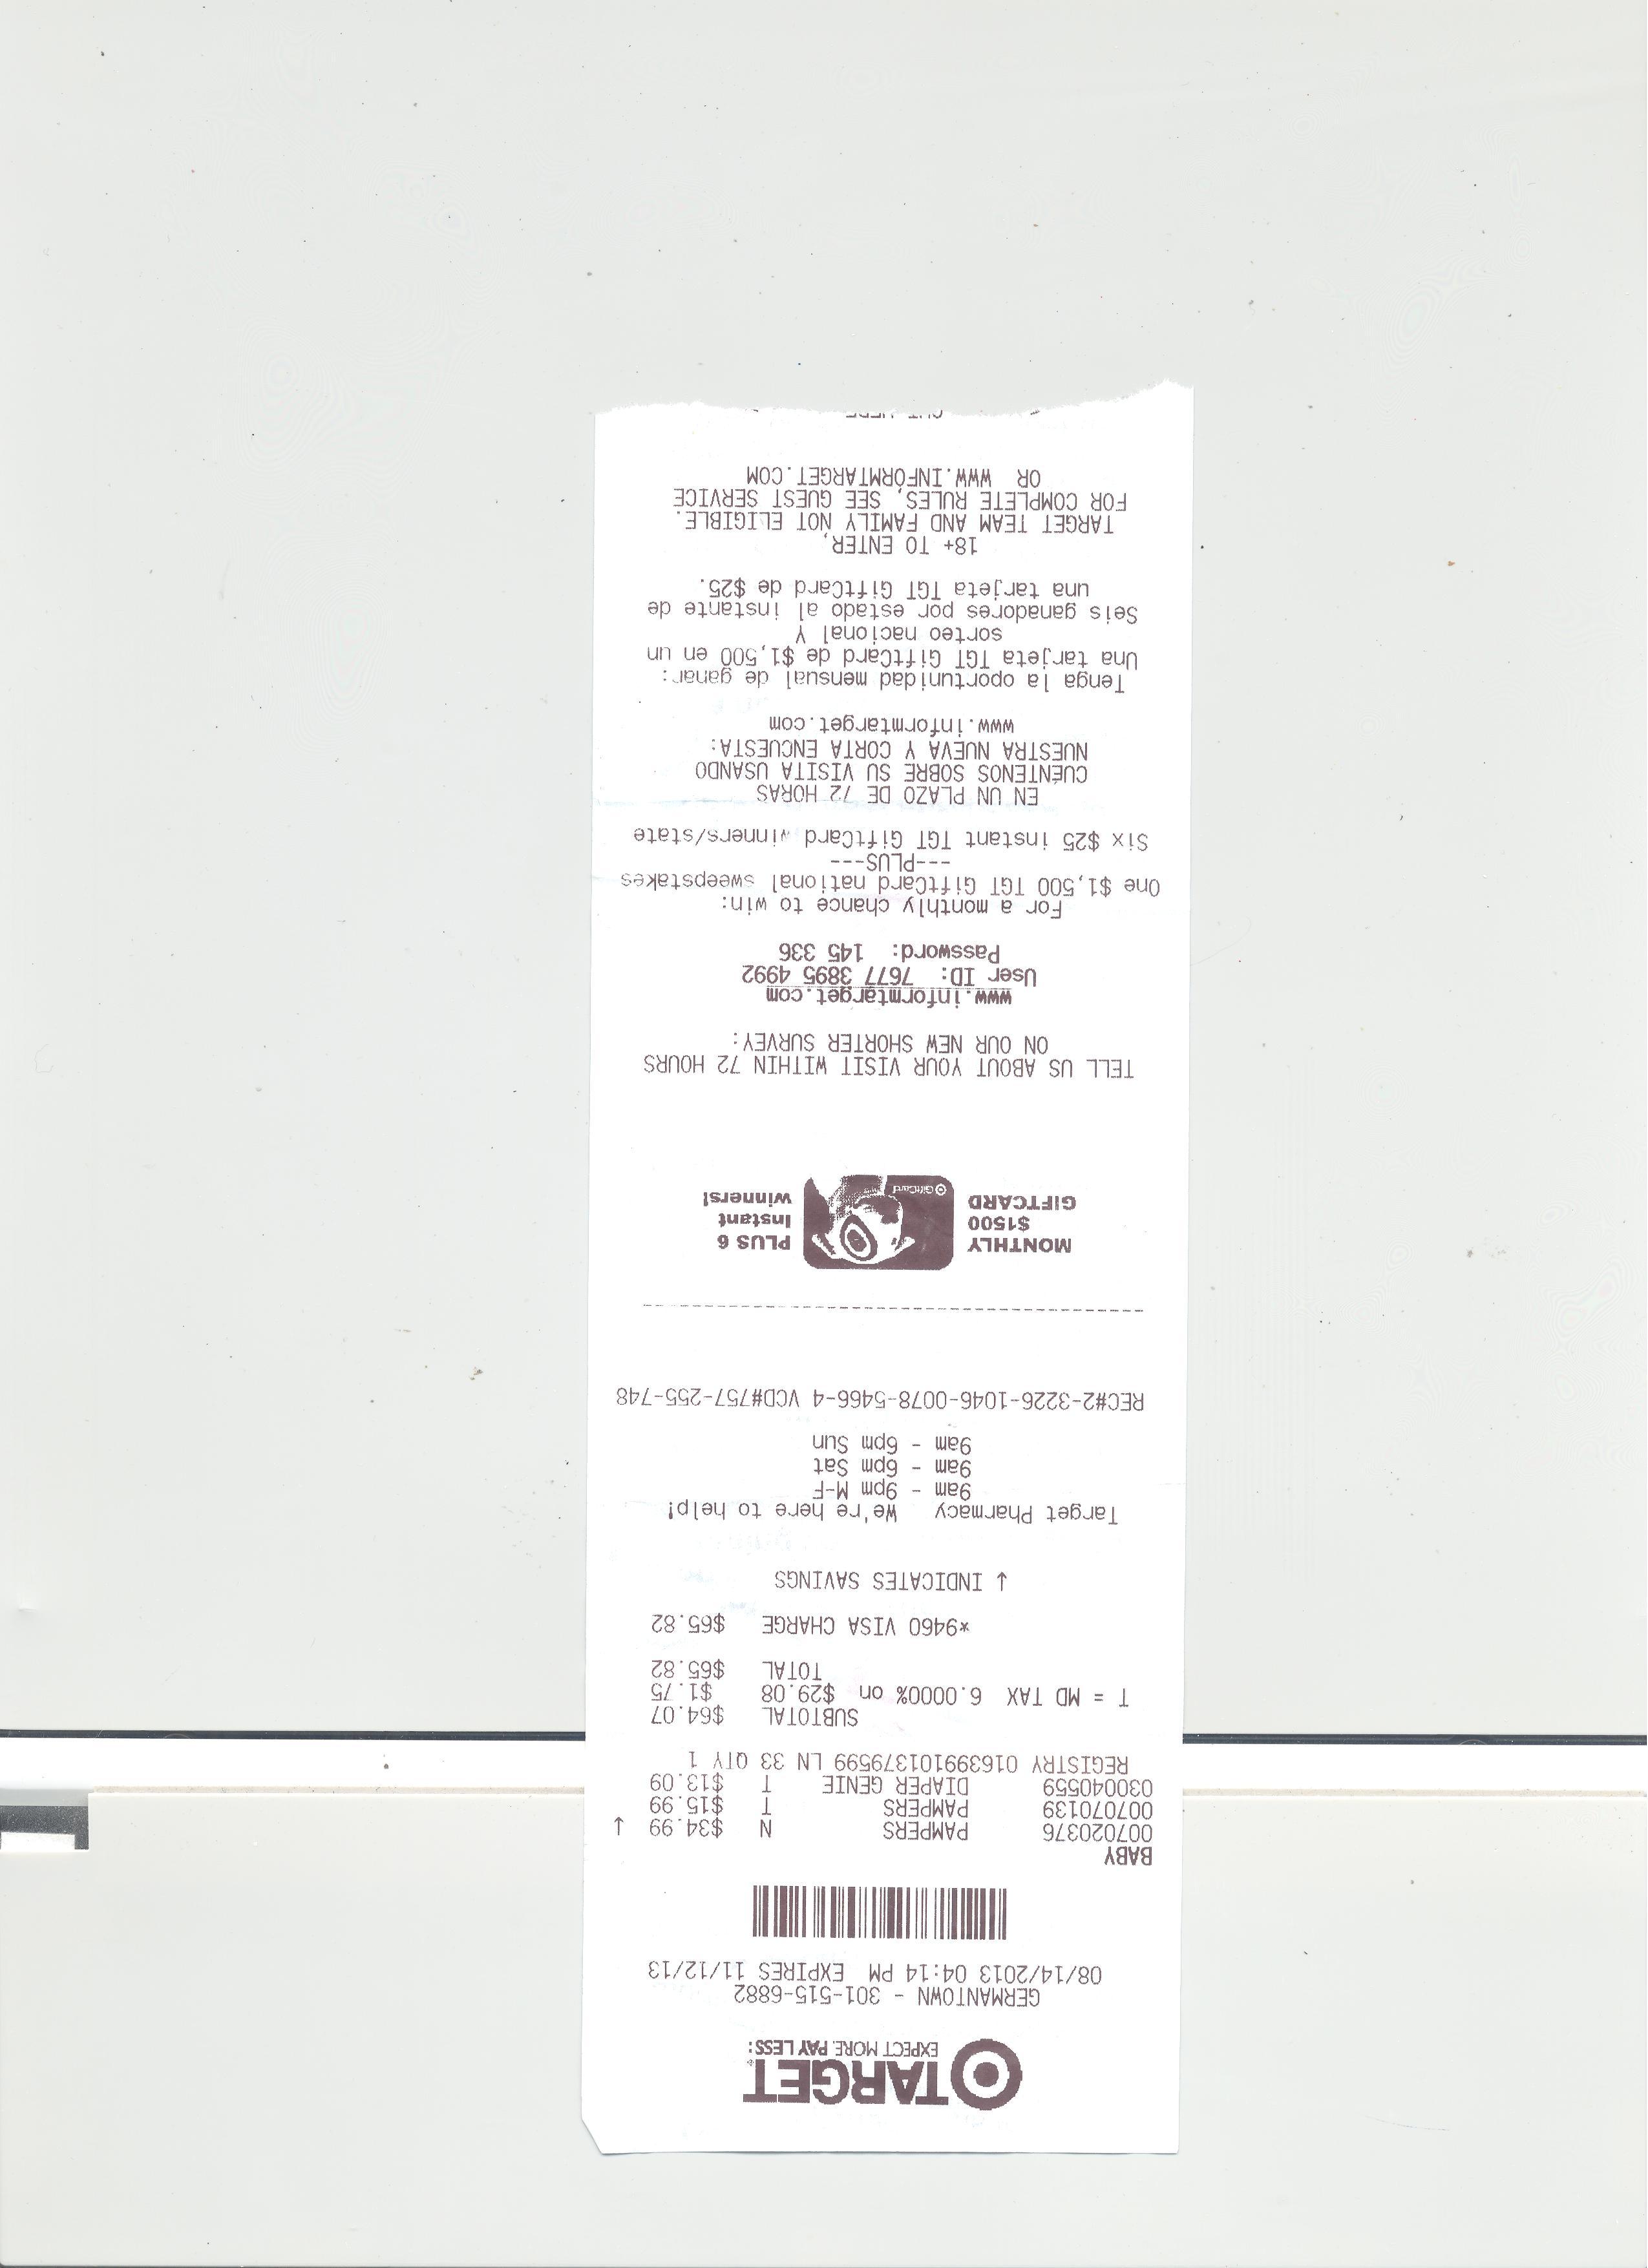 TARGET
EXPECT MORE. PAY LESS.
GERMANTOWN - 301-515-6882
08/14/2013 04:14 PM EXPIRES 11/12/13
BABY
007020376 PAMPERS N $34.99 ↓
007070139 PAMPERS T $15.99
030040559 DIAPER GENIE T $13.09
REGISTRY 01639910137959​9 LN 33 QTY 1
SUBTOTAL $64.07
T = MD TAX 6.0000% on $29.08 $1.75
TOTAL $65.82
*9460 VISA CHARGE $65.82
↓ INDICATES SAVINGS
Target Pharmacy We're here to help!
9am - 9pm M-F
9am - 6pm Sat
9am - 6pm Sun
REC#2-3226-1046-0078-5466-4 VCD#757-255-748
MONTHLY
$1500
GIFTCARD
GiftCard
PLUS 6
Instant
winners!
TELL US ABOUT YOUR VISIT WITHIN 72 HOURS
ON OUR NEW SHORTER SURVEY:
www.informtarget.com
User ID: 7677 3895 4992
Password: 145 336
For a monthly chance to win:
One $1,500 TGT GiftCard national sweepstakes
---PLUS---
Six $25 instant TGT GiftCard winners/state
EN UN PLAZO DE 72 HORAS
CUÉNTENOS SOBRE SU VISITA USANDO
NUESTRA NUEVA Y CORTA ENCUESTA:
www.informtarget.com
Tenga la oportunidad mensual de ganar:
Una tarjeta TGT GiftCard de $1,500 en un
sorteo nacional Y
Seis ganadores por estado al instante de
una tarjeta TGT GiftCard de $25.
18+ TO ENTER,
TARGET TEAM AND FAMILY NOT ELIGIBLE.
FOR COMPLETE RULES, SEE GUEST SERVICE
OR WWW.INFORMTARGET.COM
CUT HERE